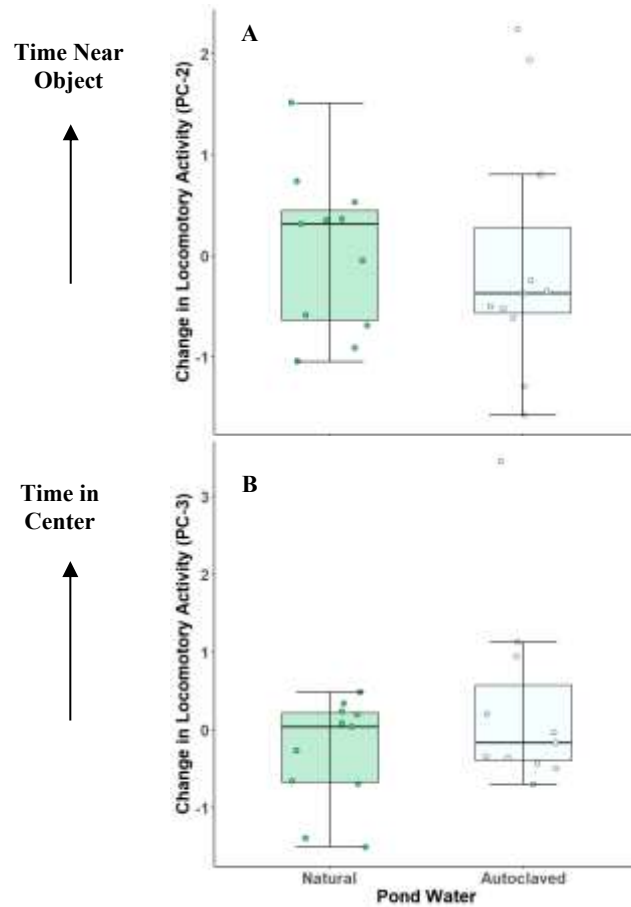 Time Near
Object
A
Change in Locomotory Activity (PC-2)
2
1
0
-1
Time in
Center
B
Change in Locomotory Activity (PC-3)
3
2
1
0
-1
Natural
Autoclaved
Pond Water